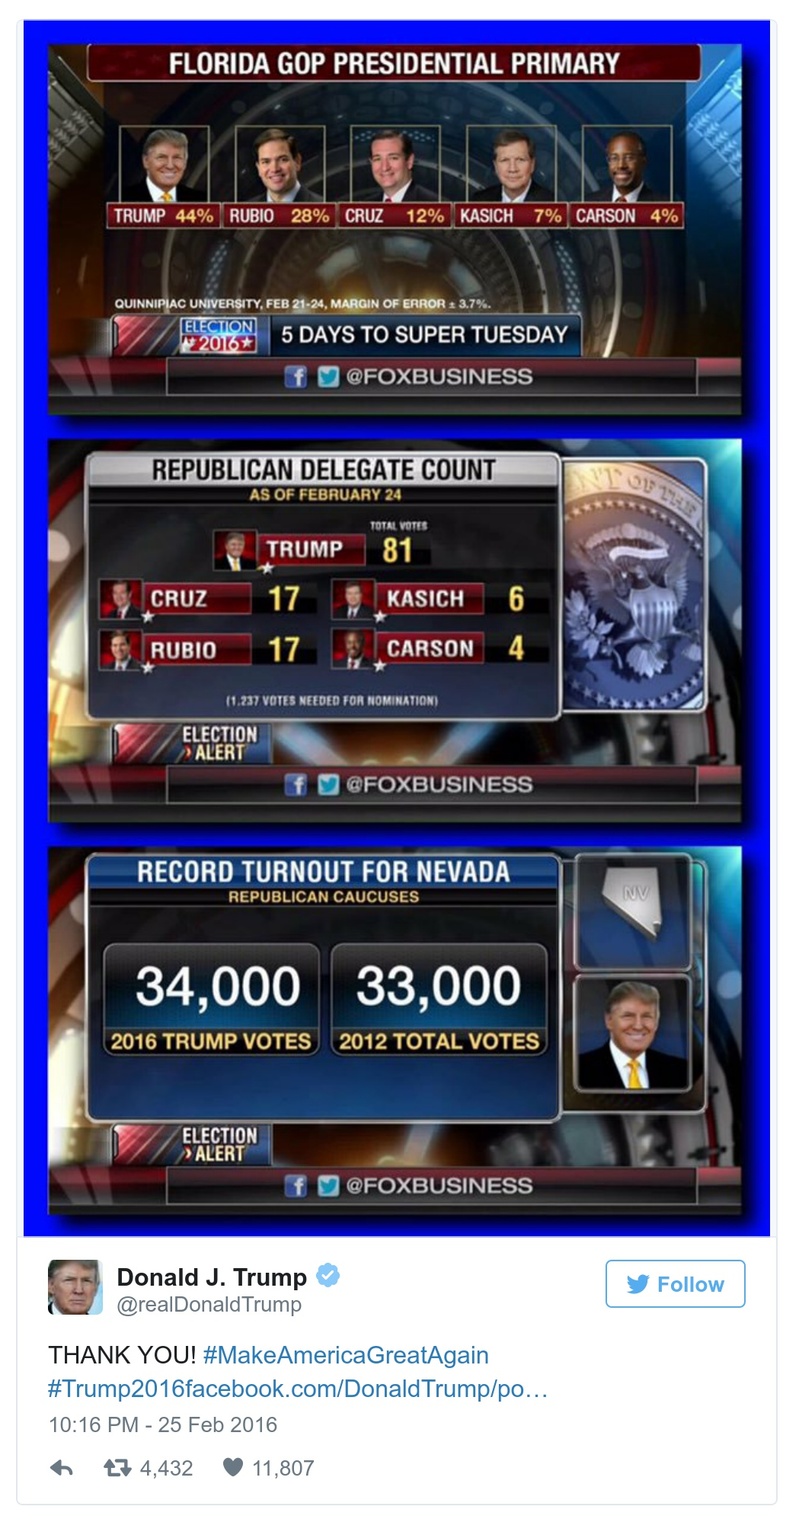 FLORIDA GOP PRESIDENTIAL PRIMARY
TRUMP 44% RUBIO 28% CRUZ 12% KASICH 7% CARSON 4%
QUINNIPIAC UNIVERSITY, FEB 21-24, MARGIN OF ERROR ± 3.7%.
ELECTION
2016
5 DAYS TO SUPER TUESDAY
@FOXBUSINESS
REPUBLICAN DELEGATE COUNT
AS OF FEBRUARY 24
TOTAL VOTES
TRUMP 81
CRUZ 17 KASICH 6
RUBIO 17 CARSON 4
(1,237 VOTES NEEDED FOR NOMINATION)
NT OF THE
ELECTION
ALERT
@FOXBUSINESS
RECORD TURNOUT FOR NEVADA
REPUBLICAN CAUCUSES
NV
34,000 33,000
2016 TRUMP VOTES 2012 TOTAL VOTES
ELECTION
ALERT
@FOXBUSINESS
Donald J. Trump
@realDonaldTrump
Follow
THANK YOU! #MakeAmericaGreatAgain
#Trump2016facebook.com/DonaldTrump/po…
10:16 PM - 25 Feb 2016
4,432 11,807